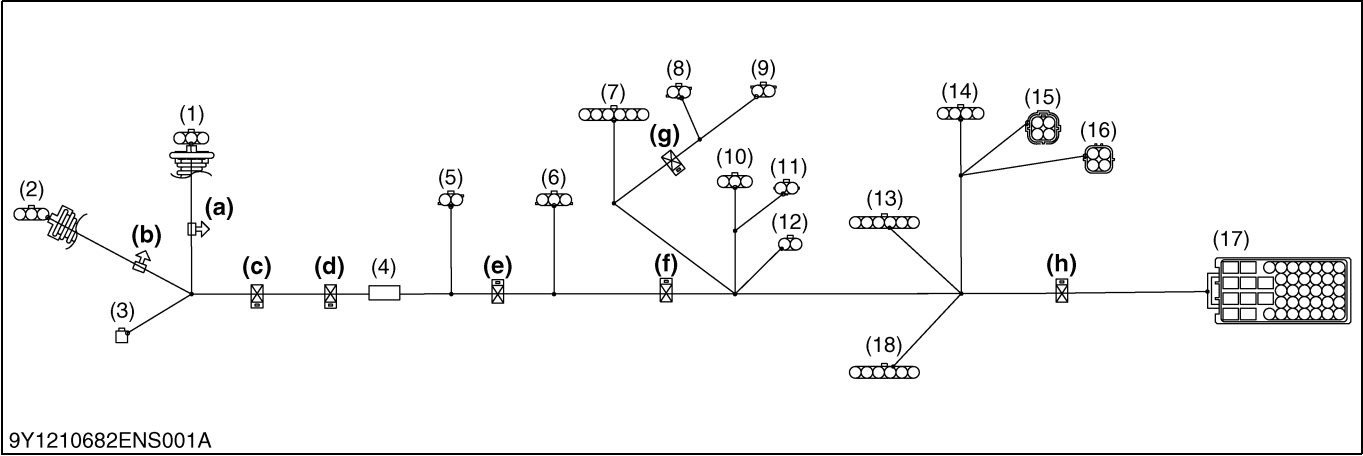 (1)
(2)
(3)
(4)
(5)
(6)
(7)
(8)
(9)
(10)
(11)
(12)
(13)
(14)
(15)
(16)
(17)
(18)
(a)
(b)
(c)
(d)
(e)
(f)
(g)
(h)
9Y1210682ENS001A